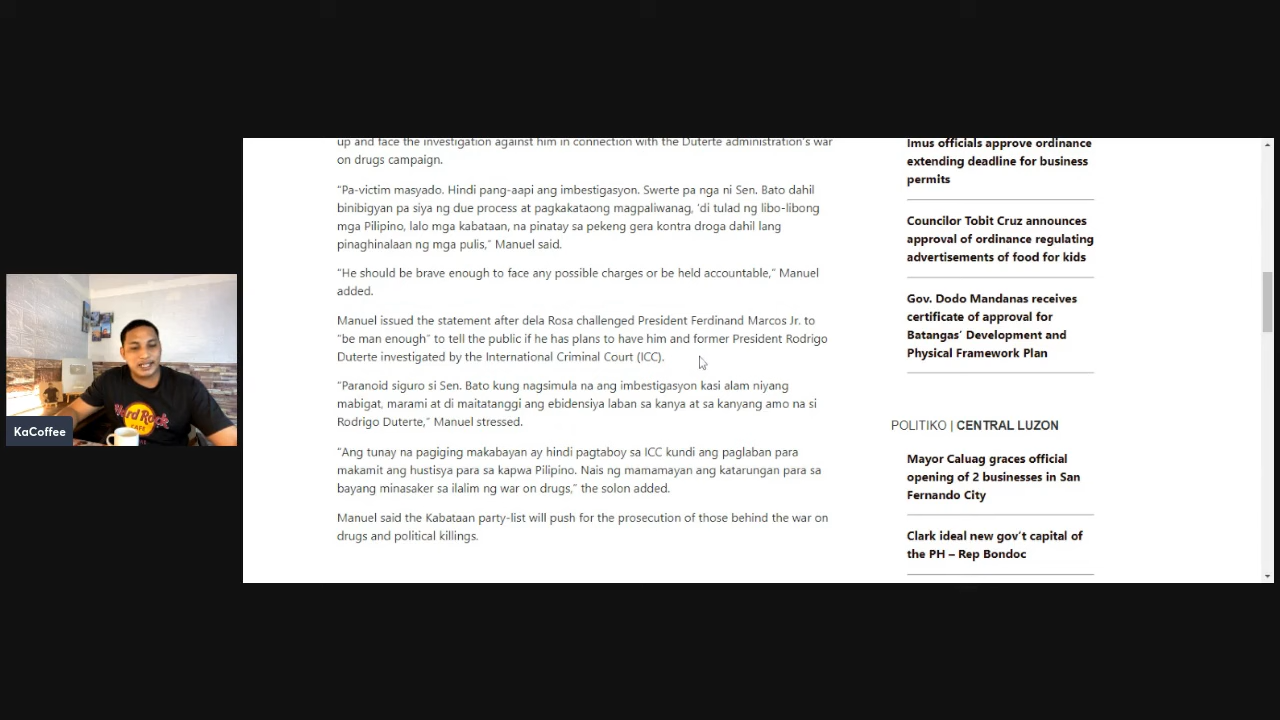 up and face the investigation against him in connection with the Duterte administration's war
on drugs campaign.
"Pa-victim masyado. Hindi pang-aapi ang imbestigasyon. Swerte pa nga ni Sen. Bato dahil
binibigyan pa siya ng due process at pagkakataong magpaliwanag, 'di tulad ng libo-libong
mga Pilipino, lalo mga kabataan, na pinatay sa pekeng gera kontra droga dahil lang
pinaghinalaan ng mga pulis," Manuel said.
"He should be brave enough to face any possible charges or be held accountable," Manuel
added.
Manuel issued the statement after dela Rosa challenged President Ferdinand Marcos Jr. to
"be man enough" to tell the public if he has plans to have him and former President Rodrigo
Duterte investigated by the International Criminal Court (ICC).
"Paranoid siguro si Sen. Bato kung nagsimula na ang imbestigasyon kasi alam niyang
mabigat, marami at di maitatanggi ang ebidensiya laban sa kanya at sa kanyang amo na si
Rodrigo Duterte," Manuel stressed.
"Ang tunay na pagiging makabayan ay hindi pagtaboy sa ICC kundi ang paglaban para
makamit ang hustisya para sa kapwa Pilipino. Nais ng mamamayan ang katarungan para sa
bayang minasaker sa ilalim ng war on drugs," the solon added.
Manuel said the Kabataan party-list will push for the prosecution of those behind the war on
drugs and political killings.
Imus officials approve ordinance
extending deadline for business
permits
Councilor Tobit Cruz announces
approval of ordinance regulating
advertisements of food for kids
Gov. Dodo Mandanas receives
certificate of approval for
Batangas' Development and
Physical Framework Plan
POLITIKO | CENTRAL LUZON
Mayor Caluag graces official
opening of 2 businesses in San
Fernando City
Clark ideal new gov't capital of
the PH – Rep Bondoc
Hard Rock
CAFE
KaCoffee